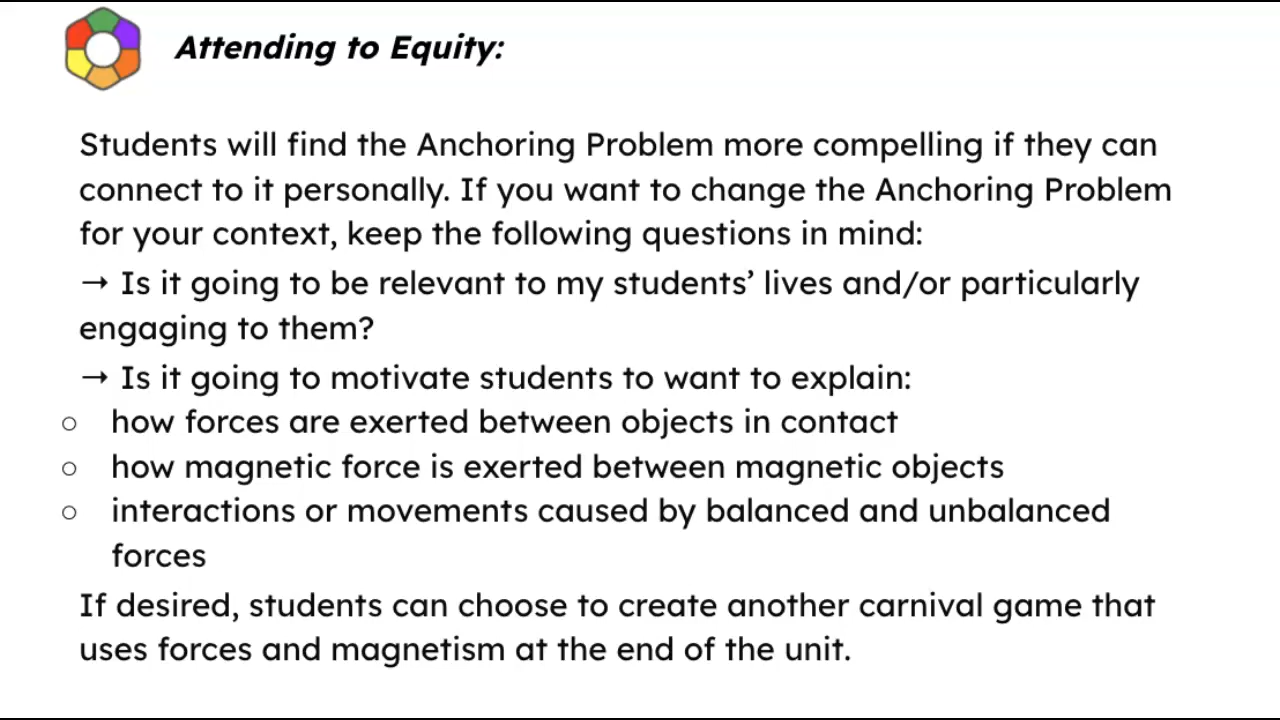 Attending to Equity:
Students will find the Anchoring Problem more compelling if they can
connect to it personally. If you want to change the Anchoring Problem
for your context, keep the following questions in mind:
→ Is it going to be relevant to my students’ lives and/or particularly
engaging to them?
→ Is it going to motivate students to want to explain:
○ how forces are exerted between objects in contact
○ how magnetic force is exerted between magnetic objects
○ interactions or movements caused by balanced and unbalanced
forces
If desired, students can choose to create another carnival game that
uses forces and magnetism at the end of the unit.